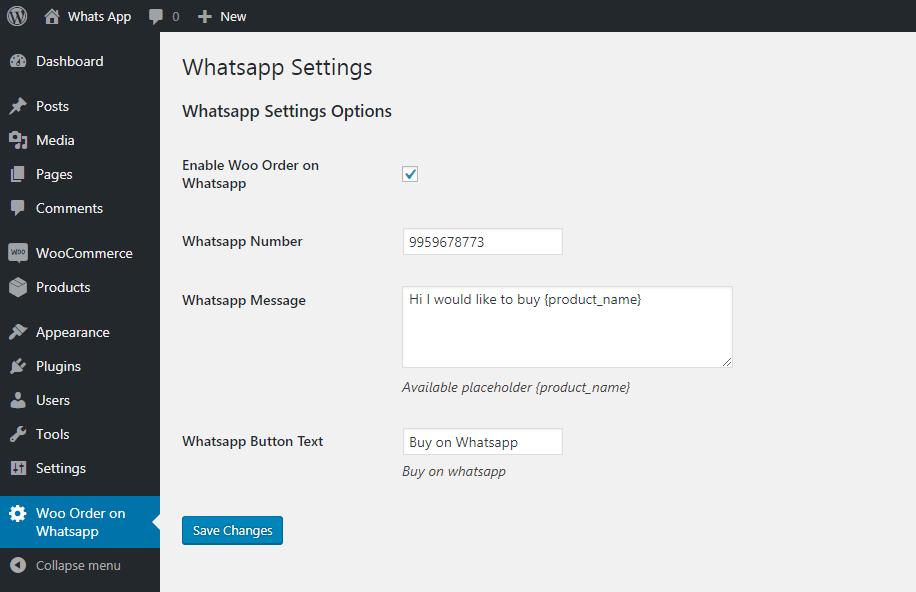 Whats App 0 New
Dashboard
Posts
Media
Pages
Comments
Woo WooCommerce
Products
Appearance
Plugins
Users
Tools
Settings
Woo Order on
Whatsapp
Collapse menu
Whatsapp Settings
Whatsapp Settings Options
Enable Woo Order on
Whatsapp
Whatsapp Number
9959678773
Whatsapp Message
Hi I would like to buy {product_name}
Available placeholder {product_name}
Whatsapp Button Text
Buy on Whatsapp
Buy on whatsapp
Save Changes